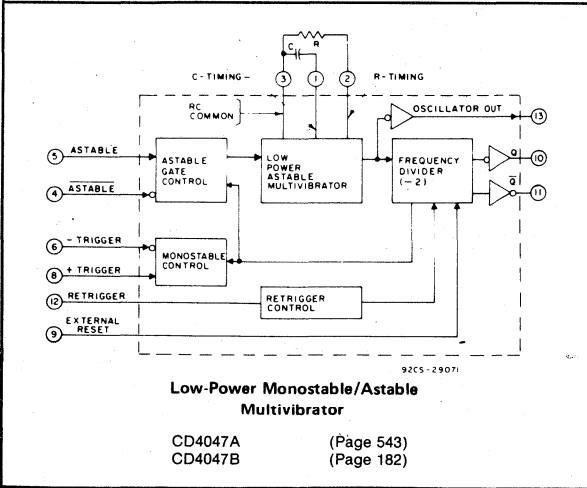 C
R
C-TIMING-
3
1
2
R-TIMING
RC
COMMON
OSCILLATOR OUT
13
5
ASTABLE
ASTABLE
GATE
CONTROL
LOW
POWER
ASTABLE
MULTIVIBRATOR
FREQUENCY
DIVIDER
(-2)
Q
10
4
ASTABLE
Q
11
6
- TRIGGER
MONOSTABLE
CONTROL
8
+ TRIGGER
12
RETRIGGER
RETRIGGER
CONTROL
9
EXTERNAL
RESET
92CS-29071
Low-Power Monostable/Astable
Multivibrator
CD4047A (Page 543)
CD4047B (Page 182)